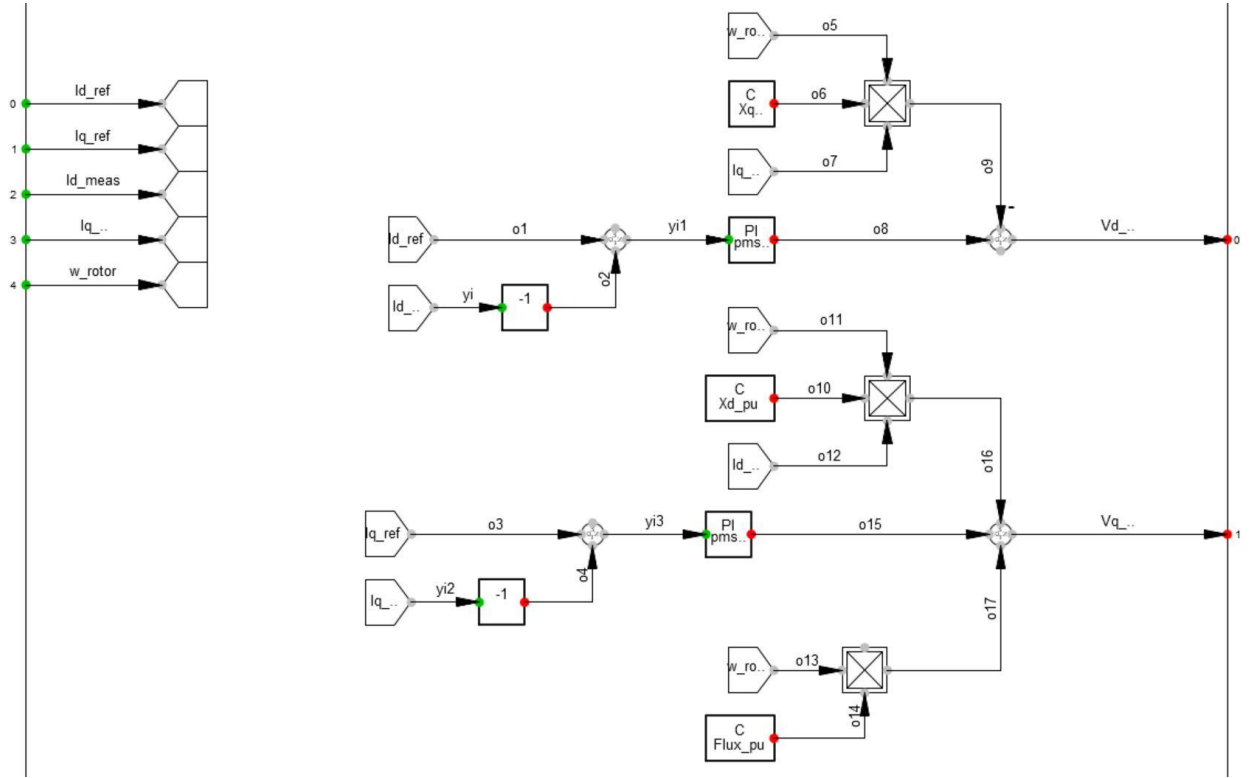 0
Id_ref
1
Iq_ref
2
Id_meas
3
Iq_..
4
w_rotor
w_ro..
o5
C
Xq..
o6
Iq_..
o7
o9
-
Id_ref
o1
yi1
PI
pms..
o8
Vd_..
0
Id_..
yi
-1
o2
w_ro..
o11
C
Xd_pu
o10
Id_..
o12
o16
Iq_ref
o3
yi3
PI
pms..
o15
Vq_..
1
Iq_..
yi2
-1
o4
o17
w_ro..
o13
o14
C
Flux_pu